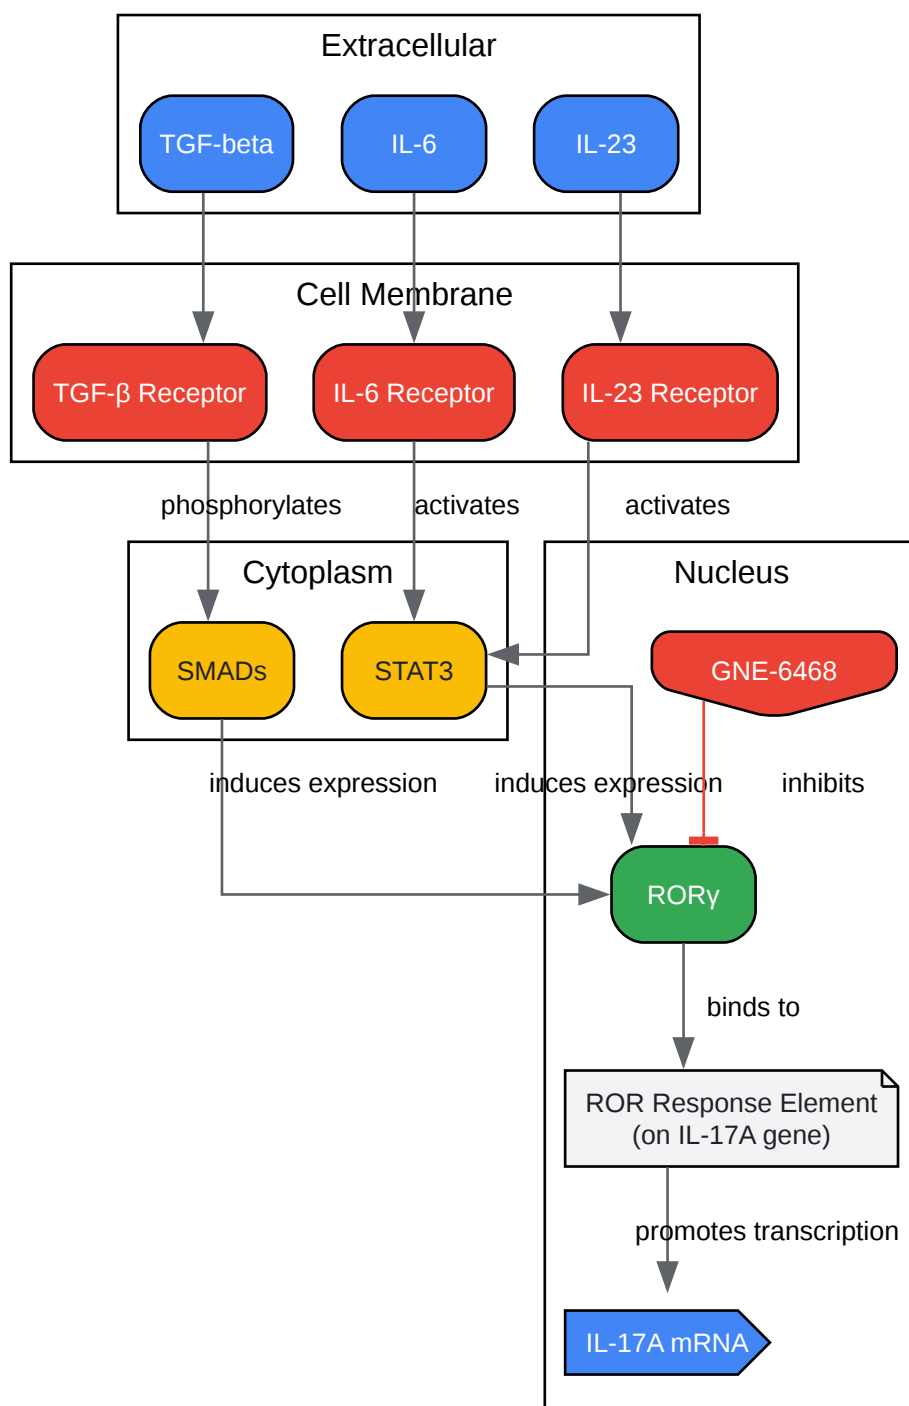 Extracellular
TGF-beta
IL-6
IL-23
Cell Membrane
TGF-β Receptor
IL-6 Receptor
IL-23 Receptor
phosphorylates
activates
activates
Cytoplasm
Nucleus
SMADs
STAT3
GNE-6468
induces expression
induces expression
inhibits
RORγ
binds to
ROR Response Element
(on IL-17A gene)
promotes transcription
IL-17A mRNA